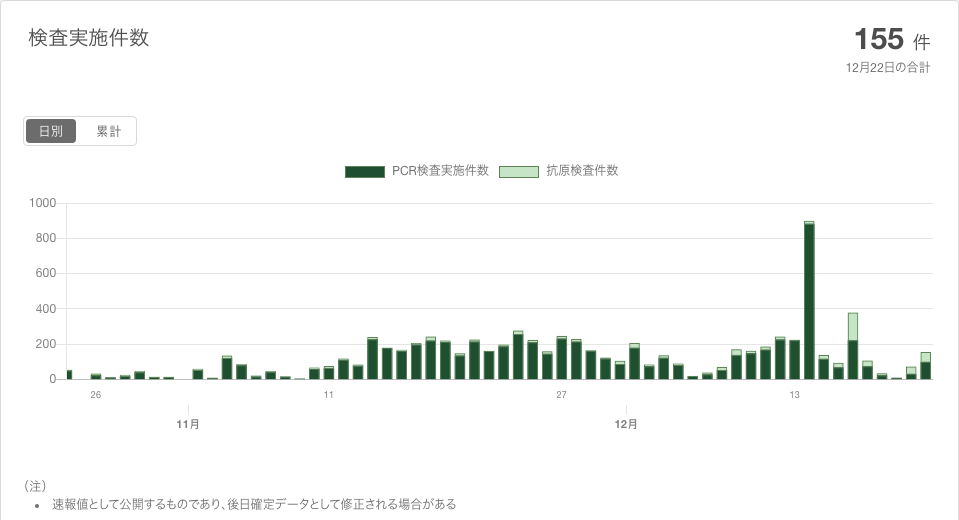 検査実施件数
155 件
12月22日の合計
日別 累計
PCR検査実施件数 抗原検査件数
1000
800
600
400
200
0
26 11 27 13
11月 12月
（注）
• 速報値として公開するものであり、後日確定データとして修正される場合がある